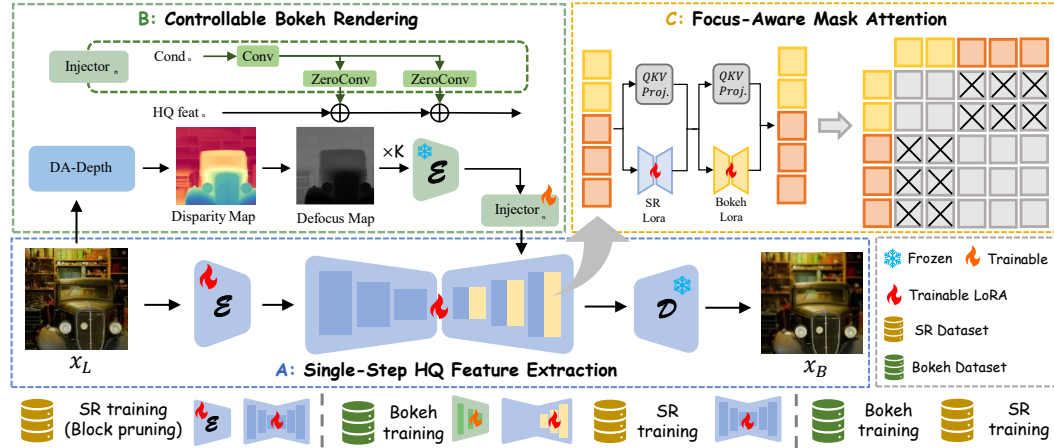 B: Controllable Bokeh Rendering
Injector n
Cond n
Conv
ZeroConv
ZeroConv
HQ feat n
DA-Depth
Disparity Map
Defocus Map
×K
ℰ
Injector n
C: Focus-Aware Mask Attention
QKV
Proj.
QKV
Proj.
SR
Lora
Bokeh
Lora
x_L
ℰ
𝒟
x_B
A: Single-Step HQ Feature Extraction
Frozen
Trainable
Trainable LoRA
SR Dataset
Bokeh Dataset
SR training
(Block pruning)
ℰ
Bokeh
training
SR
training
Bokeh
training
SR
training